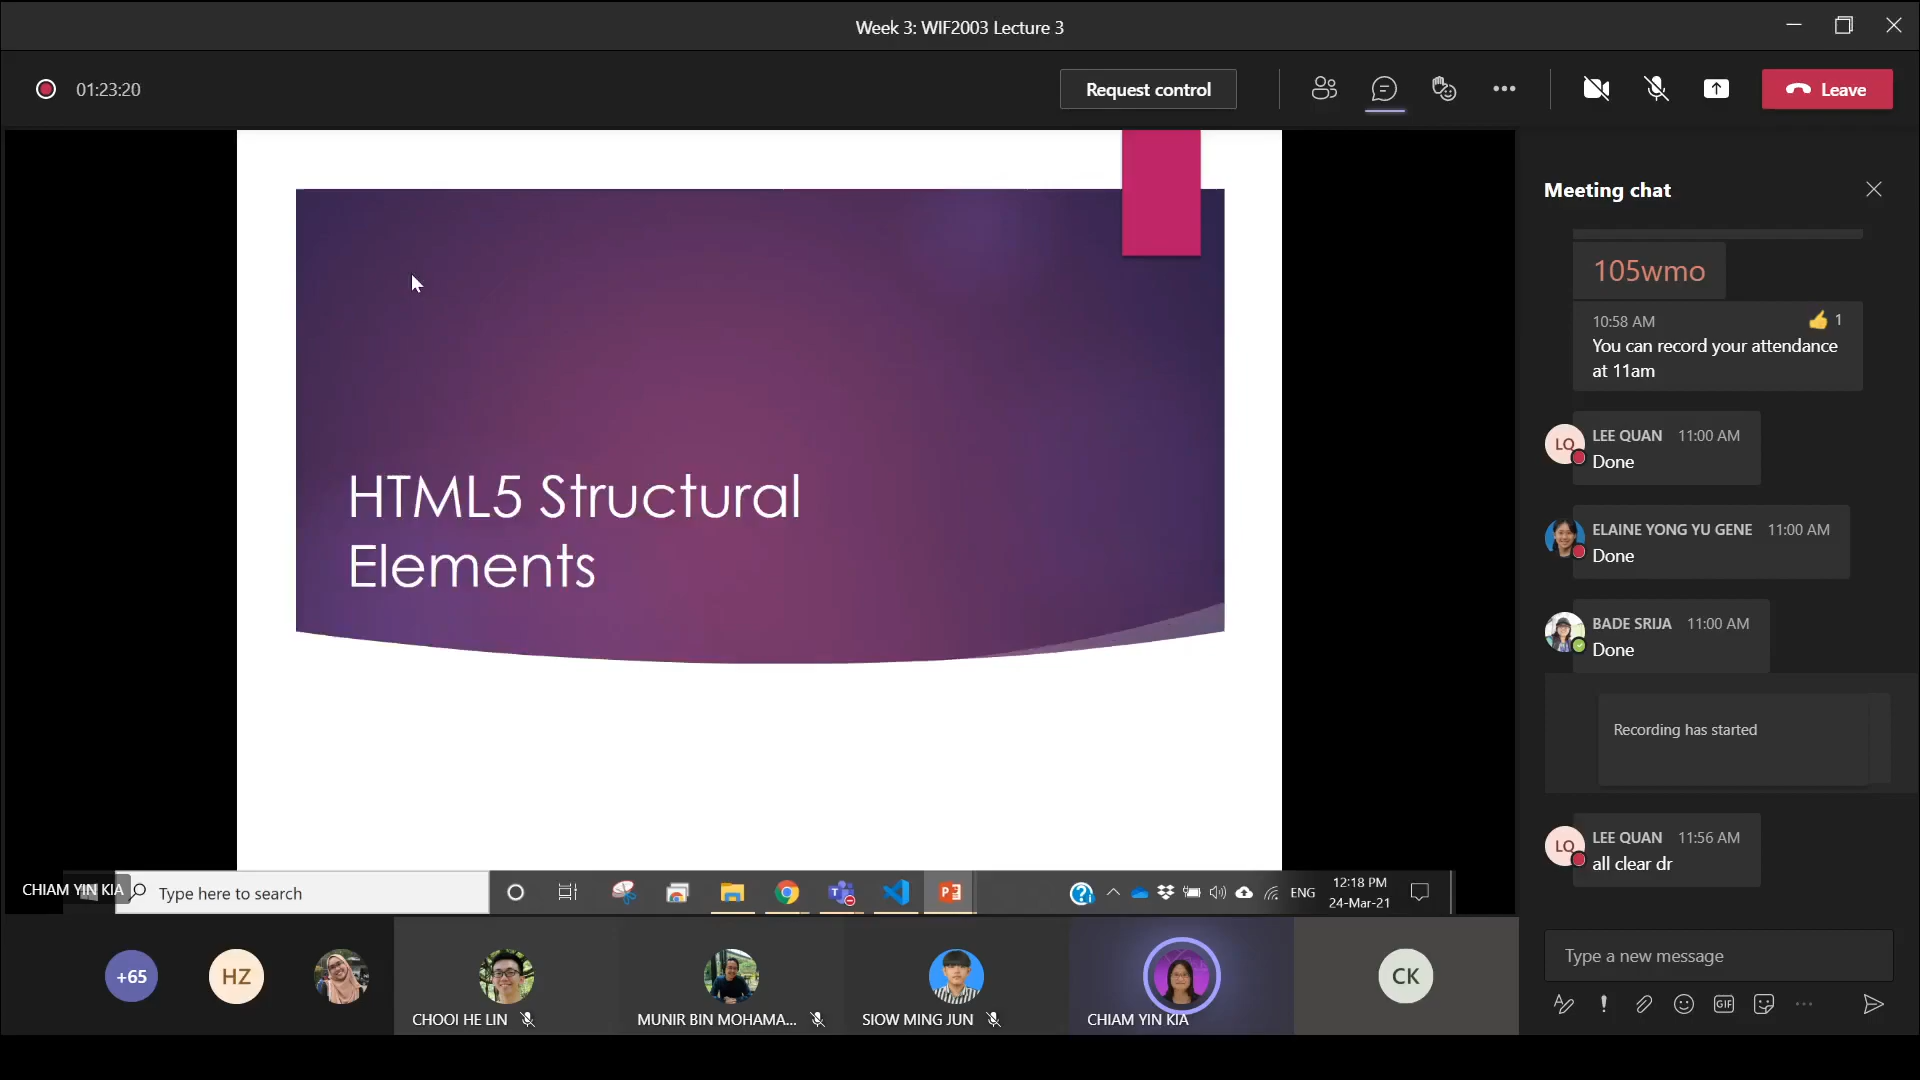 Week 3: WIF2003 Lecture 3
01:23:20
Request control
Leave
HTML5 Structural
Elements
Meeting chat
105wmo
10:58 AM
1
You can record your attendance
at 11am
LQ
LEE QUAN 11:00 AM
Done
ELAINE YONG YU GENE 11:00 AM
Done
BADE SRIJA 11:00 AM
Done
Recording has started
LQ
LEE QUAN 11:56 AM
all clear dr
Type a new message
GIF
CHIAM YIN KIA
Type here to search
ENG
12:18 PM
24-Mar-21
+65
HZ
CHOOI HE LIN
MUNIR BIN MOHAMA...
SIOW MING JUN
CHIAM YIN KIA
CK